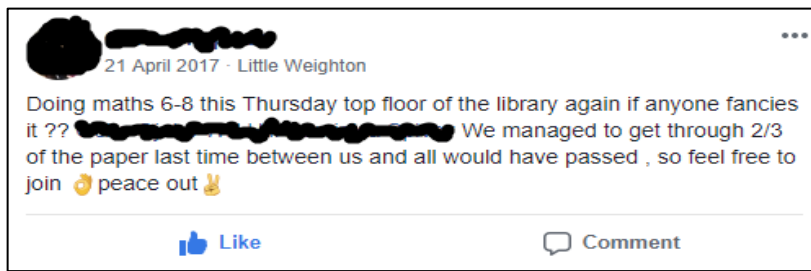 21 April 2017 · Little Weighton
Doing maths 6-8 this Thursday top floor of the library again if anyone fancies
it ?? We managed to get through 2/3
of the paper last time between us and all would have passed , so feel free to
join 👌 peace out ✌
Like Comment